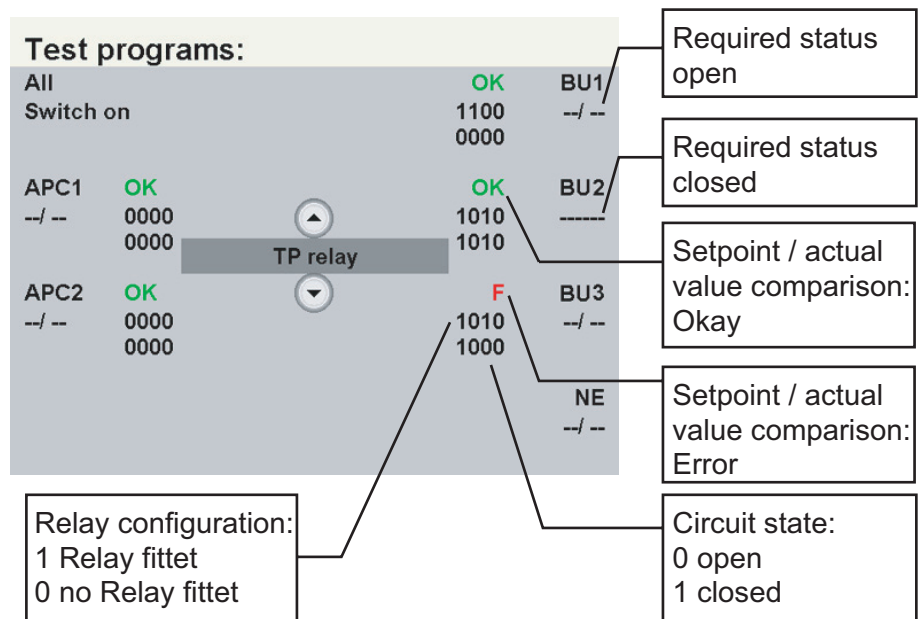 Test programs:
All OK BU1
Switch on 1100 --/ --
0000
APC1 OK OK BU2
--/ -- 0000 1010 ------
0000 1010
TP relay
APC2 OK F BU3
--/ -- 0000 1010 --/ --
0000 1000
NE
--/ --
Required status
open
Required status
closed
Setpoint / actual
value comparison:
Okay
Setpoint / actual
value comparison:
Error
Relay configuration:
1 Relay fittet
0 no Relay fittet
Circuit state:
0 open
1 closed